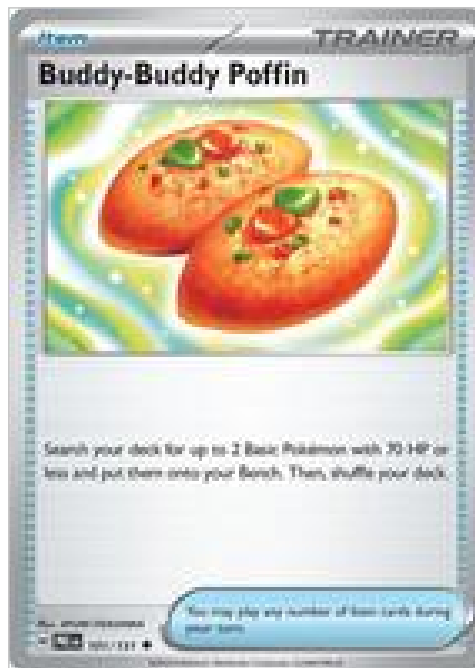 Item
TRAINER
Buddy-Buddy Poffin
Search your deck for up to 2 Basic Pokémon with 70 HP or
less and put them onto your Bench. Then, shuffle your deck.
You may play any number of Item cards during
your turn.